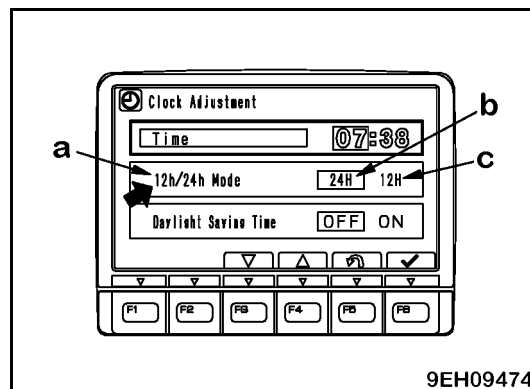 Clock Adjustment
Time 07:38
b
a
c
12h/24h Mode 24H 12H
Daylight Saving Time OFF ON
F1 F2 F3 F4 F5 F6
9EH09474